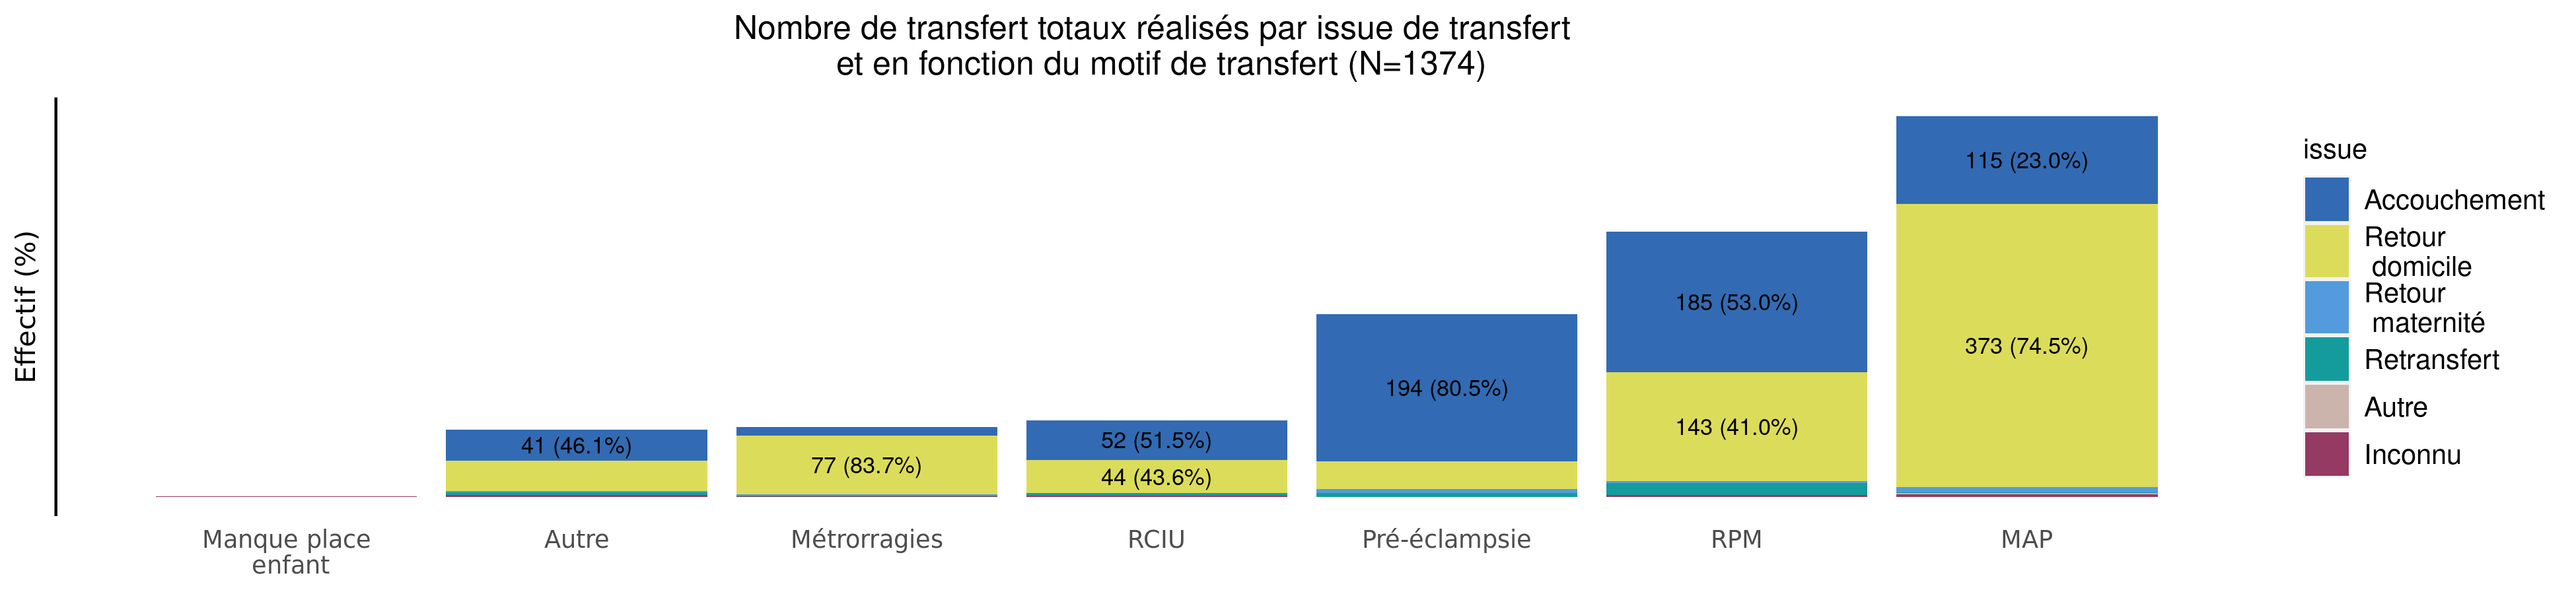 Nombre de transfert totaux réalisés par issue de transfert
et en fonction du motif de transfert (N=1374)
Effectif (%)
41 (46.1%)
77 (83.7%)
52 (51.5%)
44 (43.6%)
194 (80.5%)
185 (53.0%)
143 (41.0%)
115 (23.0%)
373 (74.5%)
Manque place
enfant
Autre
Métrorragies
RCIU
Pré-éclampsie
RPM
MAP
issue
Accouchement
Retour
domicile
Retour
maternité
Retransfert
Autre
Inconnu